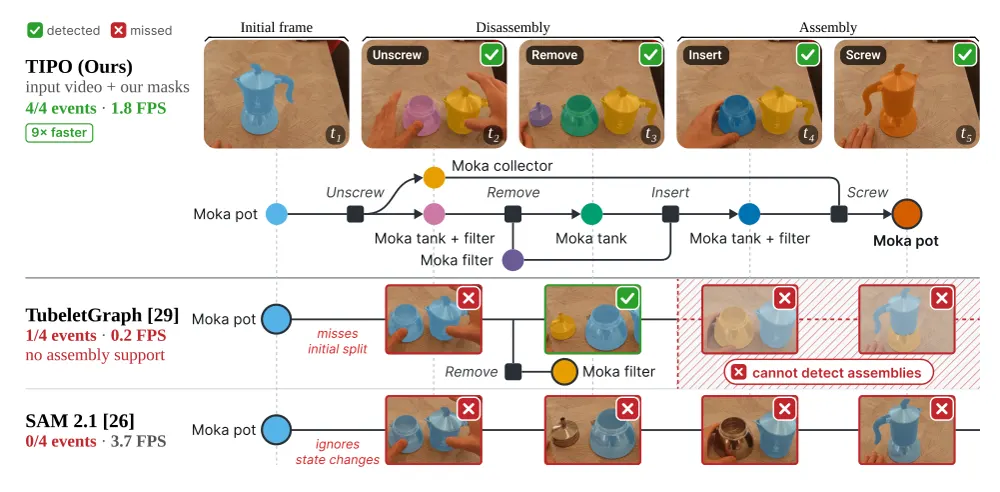 detected missed
Initial frame
Disassembly
Assembly
TIPO (Ours)
input video + our masks
4/4 events · 1.8 FPS
9× faster
t1
Unscrew
t2
Remove
t3
Insert
t4
Screw
t5
Moka pot
Unscrew
Moka collector
Moka tank + filter
Remove
Moka filter
Moka tank
Insert
Moka tank + filter
Screw
Moka pot
TubeletGraph [29]
1/4 events · 0.2 FPS
no assembly support
Moka pot
misses
initial split
Remove
Moka filter
cannot detect assemblies
SAM 2.1 [26]
0/4 events · 3.7 FPS
Moka pot
ignores
state changes